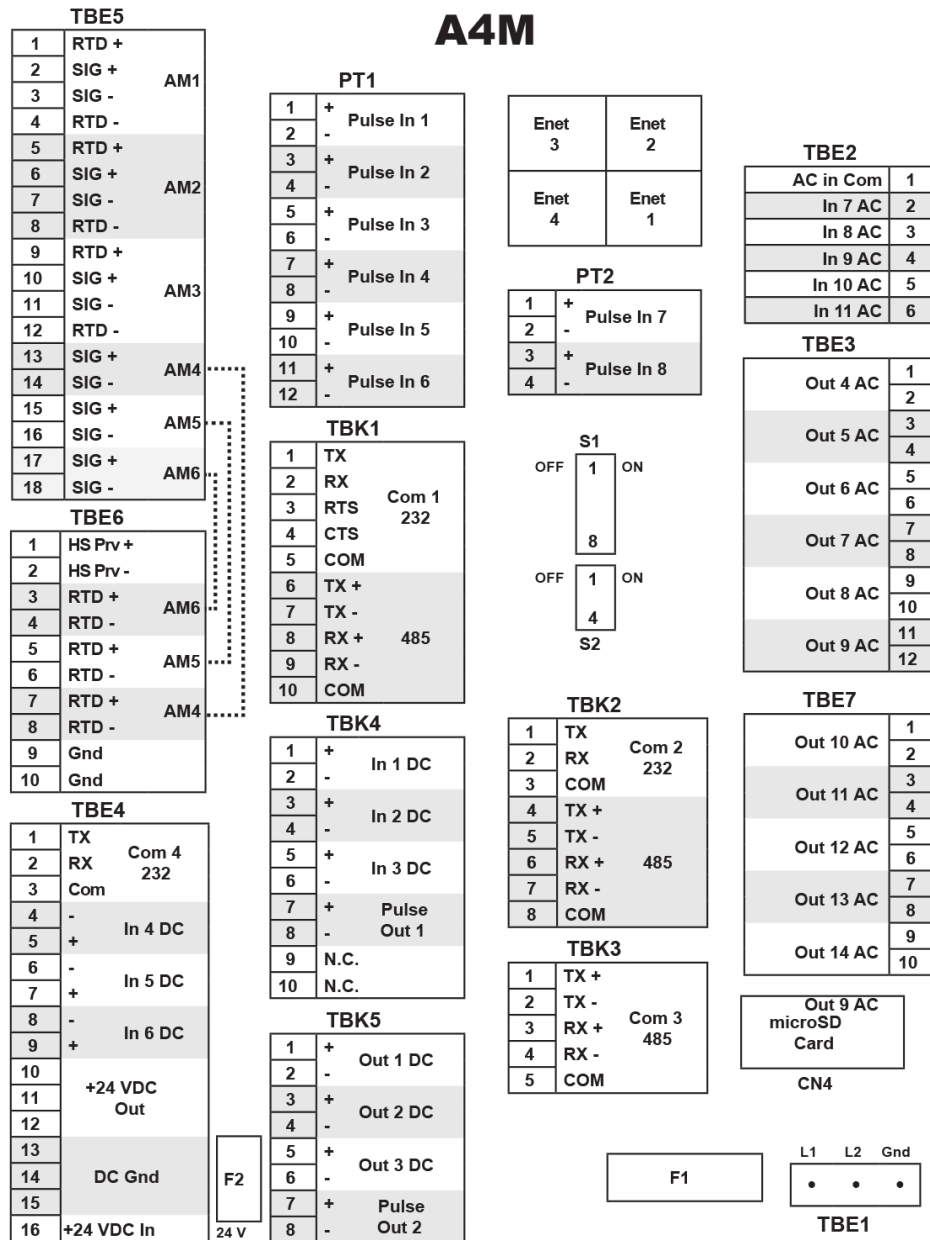 A4M
TBE5
1 RTD +
2 SIG +
AM1
3 SIG -
4 RTD -
5 RTD +
6 SIG +
AM2
7 SIG -
8 RTD -
9 RTD +
10 SIG +
AM3
11 SIG -
12 RTD -
13 SIG +
AM4
14 SIG -
15 SIG +
AM5
16 SIG -
17 SIG +
AM6
18 SIG -
TBE6
1 HS Prv +
2 HS Prv -
3 RTD +
AM6
4 RTD -
5 RTD +
AM5
6 RTD -
7 RTD +
AM4
8 RTD -
9 Gnd
10 Gnd
TBE4
1 TX
Com 4
2 RX
232
3 Com
4 -
In 4 DC
5 +
6 -
In 5 DC
7 +
8 -
In 6 DC
9 +
10
+24 VDC
11
Out
12
13
14 DC Gnd
15
16 +24 VDC In
F2
24 V
PT1
1 +
Pulse In 1
2 -
3 +
Pulse In 2
4 -
5 +
Pulse In 3
6 -
7 +
Pulse In 4
8 -
9 +
Pulse In 5
10 -
11 +
Pulse In 6
12 -
TBK1
1 TX
2 RX
Com 1
3 RTS
232
4 CTS
5 COM
6 TX +
7 TX -
8 RX + 485
9 RX -
10 COM
TBK4
1 +
In 1 DC
2 -
3 +
In 2 DC
4 -
5 +
In 3 DC
6 -
7 + Pulse
8 - Out 1
9 N.C.
10 N.C.
TBK5
1 +
Out 1 DC
2 -
3 +
Out 2 DC
4 -
5 +
Out 3 DC
6 -
7 + Pulse
8 - Out 2
Enet Enet
3 2
Enet Enet
4 1
PT2
1 +
Pulse In 7
2 -
3 +
Pulse In 8
4 -
S1
OFF 1 ON
8
OFF 1 ON
4
S2
TBK2
1 TX
Com 2
2 RX
232
3 COM
4 TX +
5 TX -
6 RX + 485
7 RX -
8 COM
TBK3
1 TX +
2 TX -
Com 3
3 RX +
485
4 RX -
5 COM
F1
TBE2
AC in Com 1
In 7 AC 2
In 8 AC 3
In 9 AC 4
In 10 AC 5
In 11 AC 6
TBE3
1
Out 4 AC
2
3
Out 5 AC
4
5
Out 6 AC
6
7
Out 7 AC
8
9
Out 8 AC
10
11
Out 9 AC
12
TBE7
1
Out 10 AC
2
3
Out 11 AC
4
5
Out 12 AC
6
7
Out 13 AC
8
9
Out 14 AC
10
Out 9 AC
microSD
Card
CN4
L1 L2 Gnd
TBE1